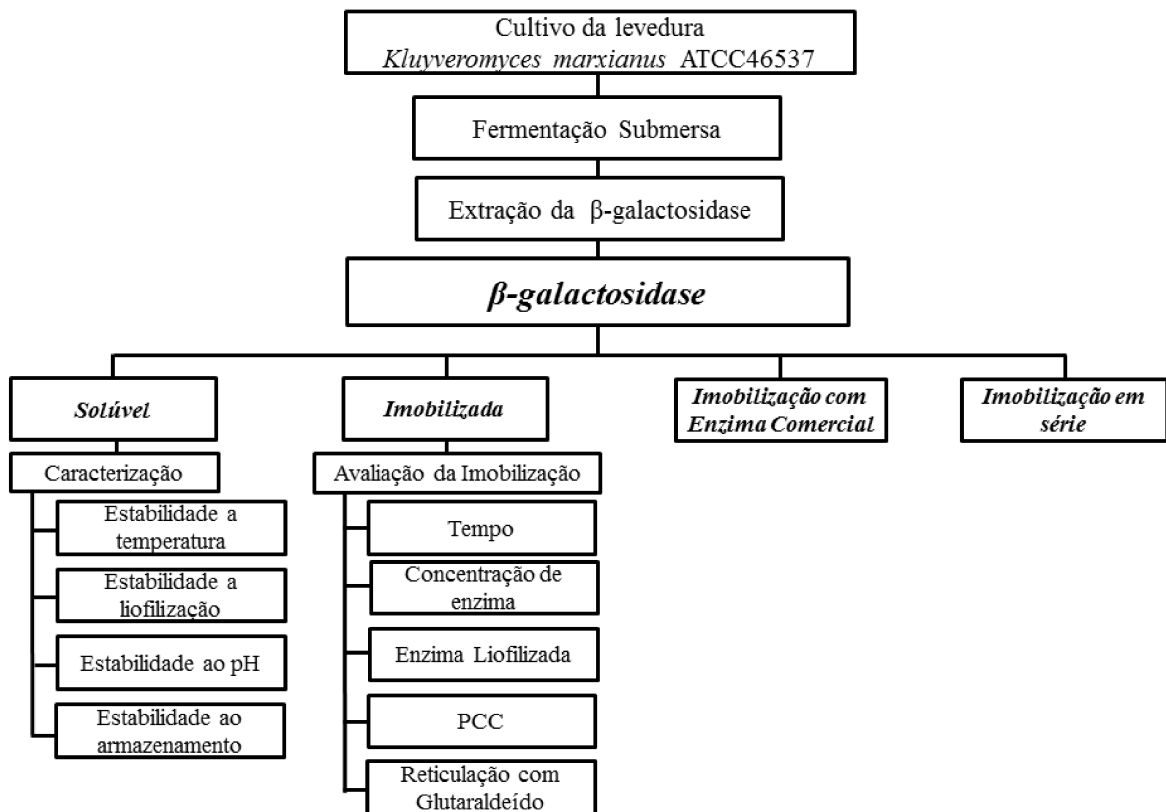 Cultivo da levedura
Kluyveromyces marxianus ATCC46537
Fermentação Submersa
Extração da β-galactosidase
β-galactosidase
Solúvel
Imobilizada
Imobilização com
Enzima Comercial
Imobilização em
série
Caracterização
Estabilidade a
temperatura
Estabilidade a
liofilização
Estabilidade ao pH
Estabilidade ao
armazenamento
Avaliação da Imobilização
Tempo
Concentração de
enzima
Enzima Liofilizada
PCC
Reticulação com
Glutaraldeído